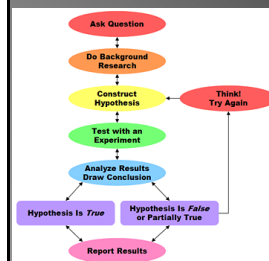 Ask Question
Do Background
Research
Construct
Hypothesis
Think!
Try Again
Test with an
Experiment
Analyze Results
Draw Conclusion
Hypothesis Is True
Hypothesis Is False
or Partially True
Report Results